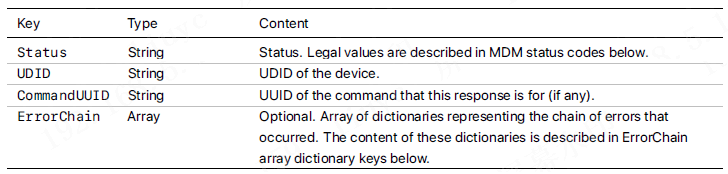 Key Type Content
Status String Status. Legal values are described in MDM status codes below.
UDID String UDID of the device.
CommandUUID String UUID of the command that this response is for (if any).
ErrorChain Array Optional. Array of dictionaries representing the chain of errors that
occurred. The content of these dictionaries is described in ErrorChain
array dictionary keys below.